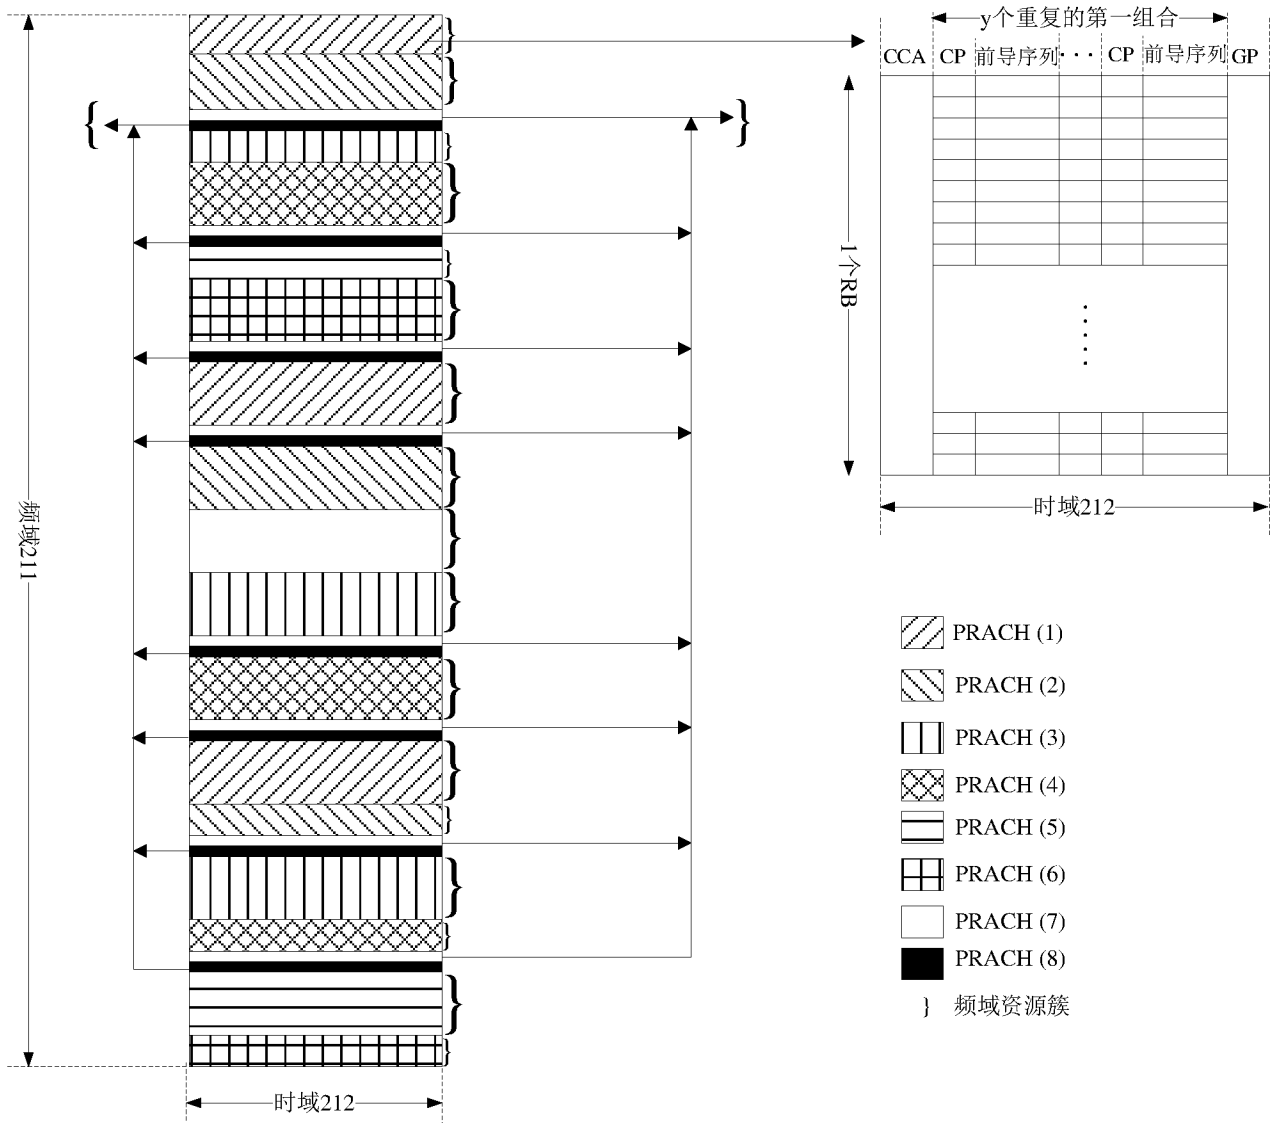 y个重复的第一组合
CCA CP 前导序列 ··· CP 前导序列 GP
1个RB
时域212
频域211
PRACH (1)
PRACH (2)
PRACH (3)
PRACH (4)
PRACH (5)
PRACH (6)
PRACH (7)
PRACH (8)
} 频域资源簇
时域212